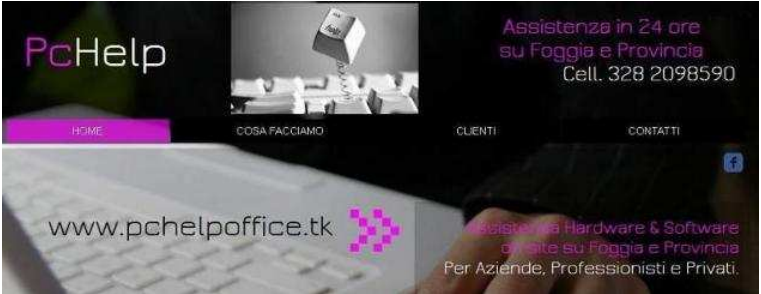 PcHelp
Assistenza in 24 ore
su Foggia e Provincia
Cell. 328 2098590
HOME COSA FACCIAMO CLIENTI CONTATTI
f
www.pchelpoffice.tk
Assistenza Hardware & Software
on site su Foggia e Provincia
Per Aziende, Professionisti e Privati.